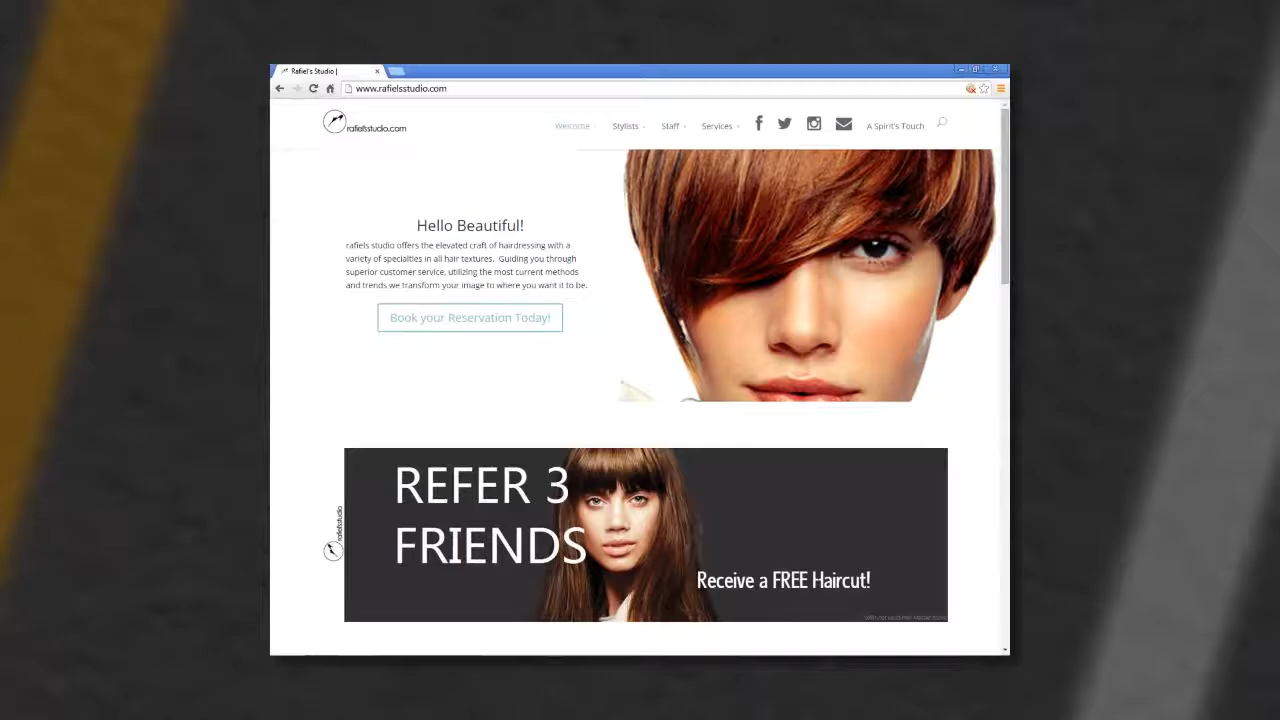 Rafiel's Studio |
www.rafielsstudio.com
rafielsstudio.com
Welcome
Stylists
Staff
Services
A Spirit's Touch
Hello Beautiful!
rafiels studio offers the elevated craft of hairdressing with a
variety of specialties in all hair textures. Guiding you through
superior customer service, utilizing the most current methods
and trends we transform your image to where you want it to be.
Book your Reservation Today!
REFER 3
FRIENDS
rafielsstudio
Receive a FREE Haircut!